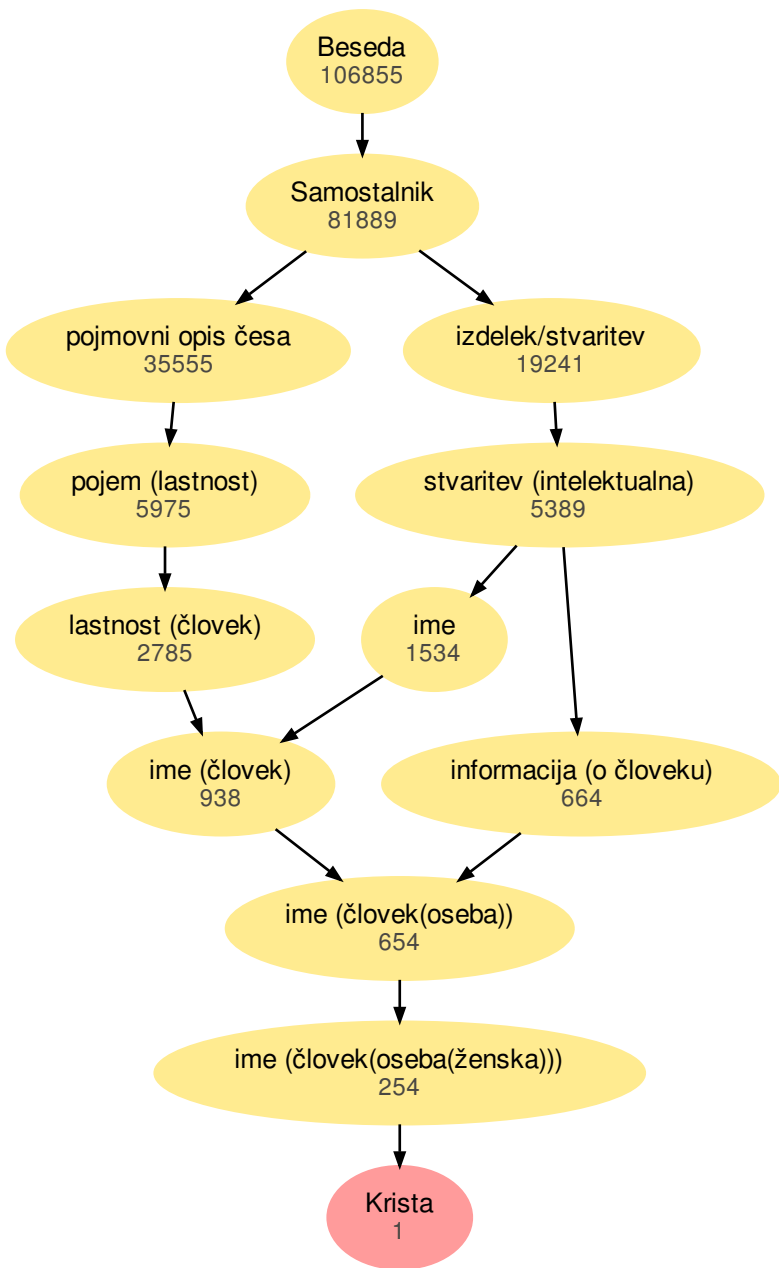 Beseda
106855
Samostalnik
81889
pojmovni opis česa
35555
izdelek/stvaritev
19241
pojem (lastnost)
5975
stvaritev (intelektualna)
5389
lastnost (človek)
2785
ime
1534
ime (človek)
938
informacija (o človeku)
664
ime (človek(oseba))
654
ime (človek(oseba(ženska)))
254
Krista
1